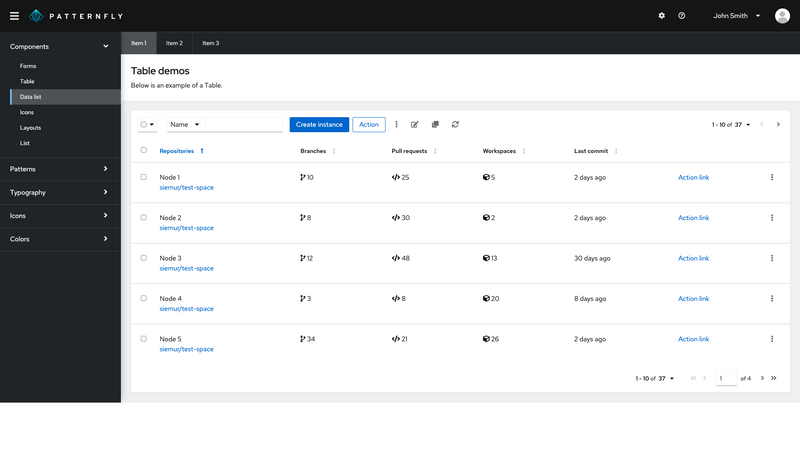 PATTERNFLY
John Smith
Components
Forms
Table
Data list
Icons
Layouts
List
Patterns
Typography
Icons
Colors
Item 1 Item 2 Item 3
Table demos
Below is an example of a Table.
Name Create instance Action 1 - 10 of 37
Repositories Branches Pull requests Workspaces Last commit
Node 1 10 25 5 2 days ago Action link
siemur/test-space
Node 2 8 30 2 2 days ago Action link
siemur/test-space
Node 3 12 48 13 30 days ago Action link
siemur/test-space
Node 4 3 8 20 8 days ago Action link
siemur/test-space
Node 5 34 21 26 2 days ago Action link
siemur/test-space
1 - 10 of 37 1 of 4